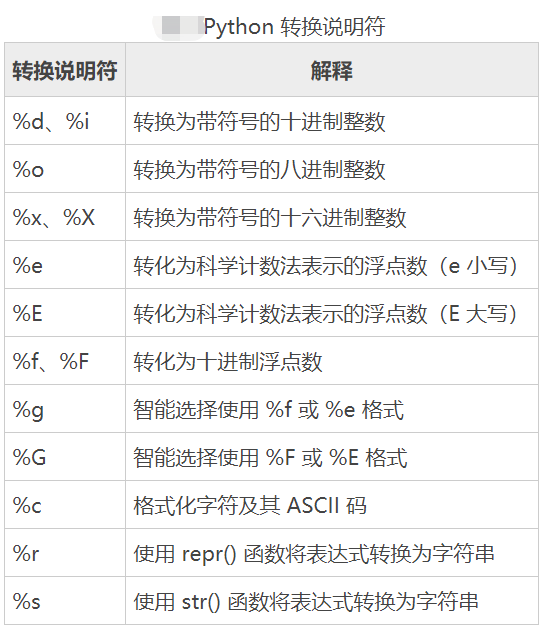 Python 转换说明符
转换说明符 解释
%d、%i 转换为带符号的十进制整数
%o 转换为带符号的八进制整数
%x、%X 转换为带符号的十六进制整数
%e 转化为科学计数法表示的浮点数（e 小写）
%E 转化为科学计数法表示的浮点数（E 大写）
%f、%F 转化为十进制浮点数
%g 智能选择使用 %f 或 %e 格式
%G 智能选择使用 %F 或 %E 格式
%c 格式化字符及其 ASCII 码
%r 使用 repr() 函数将表达式转换为字符串
%s 使用 str() 函数将表达式转换为字符串